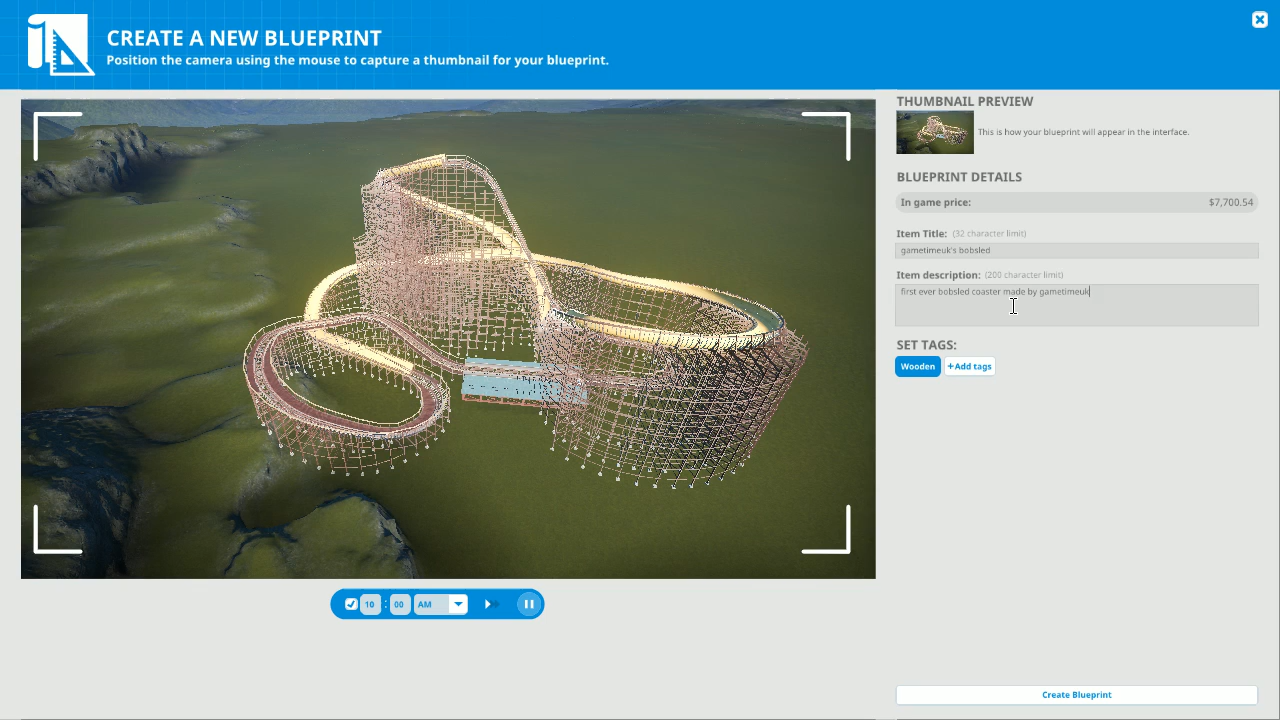 CREATE A NEW BLUEPRINT
Position the camera using the mouse to capture a thumbnail for your blueprint.
THUMBNAIL PREVIEW
This is how your blueprint will appear in the interface.
BLUEPRINT DETAILS
In game price: $7,700.54
Item Title: (32 character limit)
gametimeuk's bobsled
Item description: (200 character limit)
first ever bobsled coaster made by gametimeuk
SET TAGS:
Wooden +Add tags
10 : 00 AM
Create Blueprint